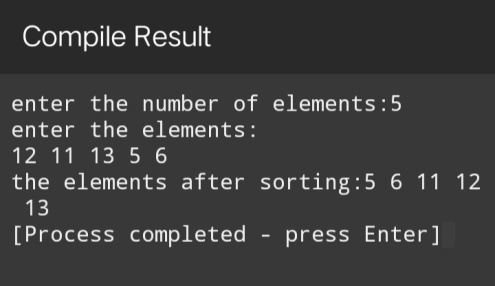 Compile Result
enter the number of elements:5
enter the elements:
12 11 13 5 6
the elements after sorting:5 6 11 12
 13
[Process completed - press Enter]